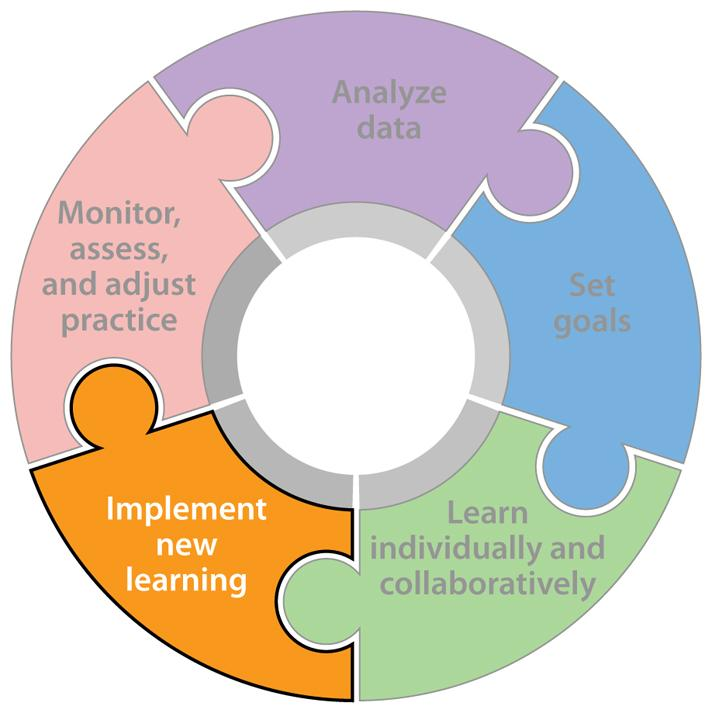 Analyze
data
Set
goals
Learn
individually and
collaboratively
Implement
new
learning
Monitor,
assess,
and adjust
practice